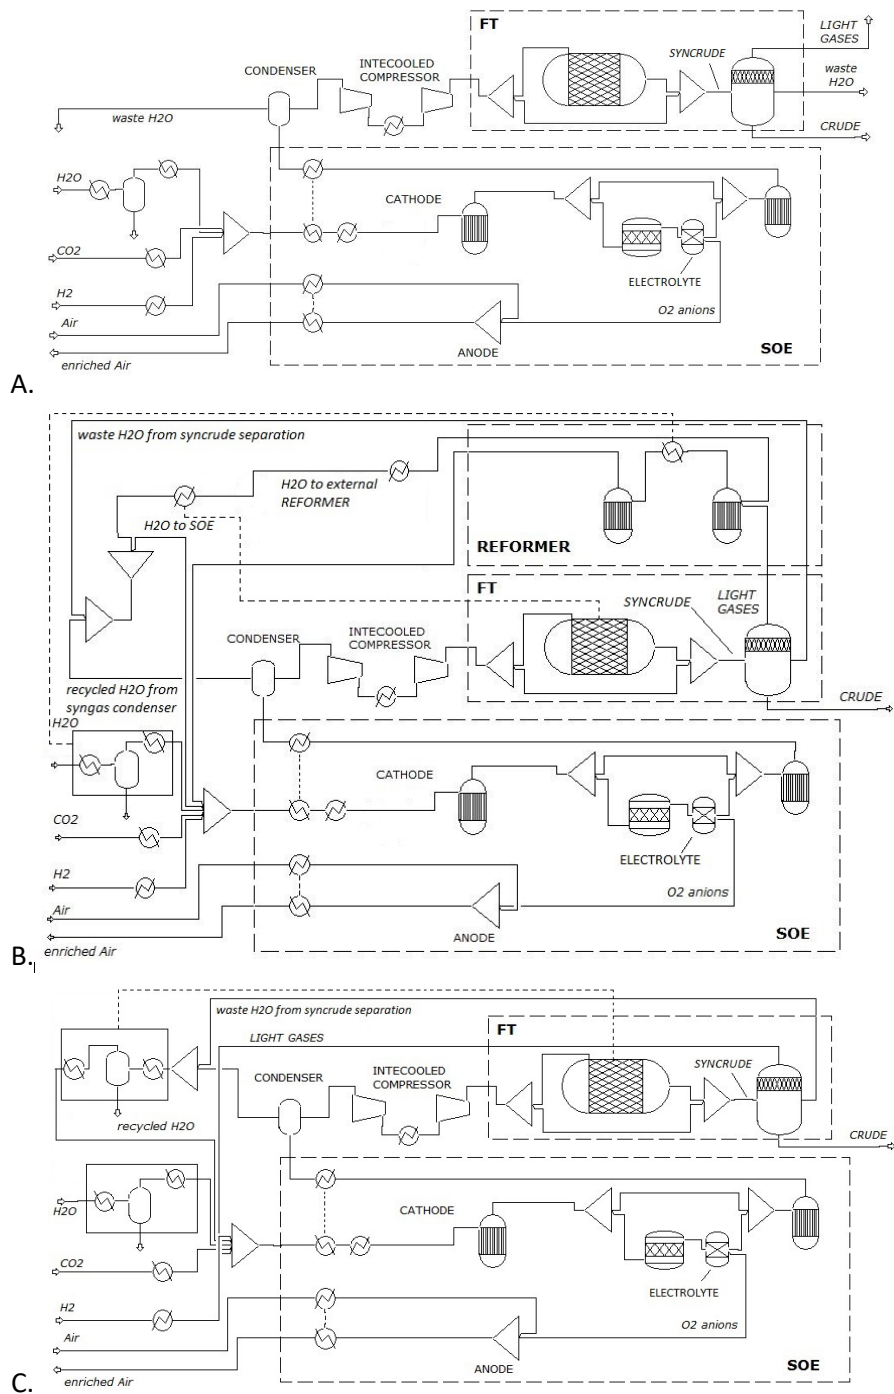 FT
LIGHT
GASES
SYNCRUDE
INTECOOLED
COMPRESSOR
CONDENSER
waste
H2O
waste H2O
CRUDE
H2O
CATHODE
CO2
ELECTROLYTE
H2
O2 anions
Air
ANODE
SOE
enriched Air
A.
waste H2O from syncrude separation
H2O to external
REFORMER
H2O to SOE
REFORMER
FT
SYNCRUDE
LIGHT
GASES
INTECOOLED
COMPRESSOR
CONDENSER
recycled H2O from
syngas condenser
CRUDE
H2O
CATHODE
CO2
ELECTROLYTE
H2
O2 anions
Air
ANODE
SOE
enriched Air
B.
waste H2O from syncrude separation
FT
LIGHT GASES
SYNCRUDE
INTECOOLED
COMPRESSOR
CONDENSER
recycled H2O
CRUDE
H2O
CATHODE
CO2
ELECTROLYTE
H2
O2 anions
Air
ANODE
SOE
enriched Air
C.